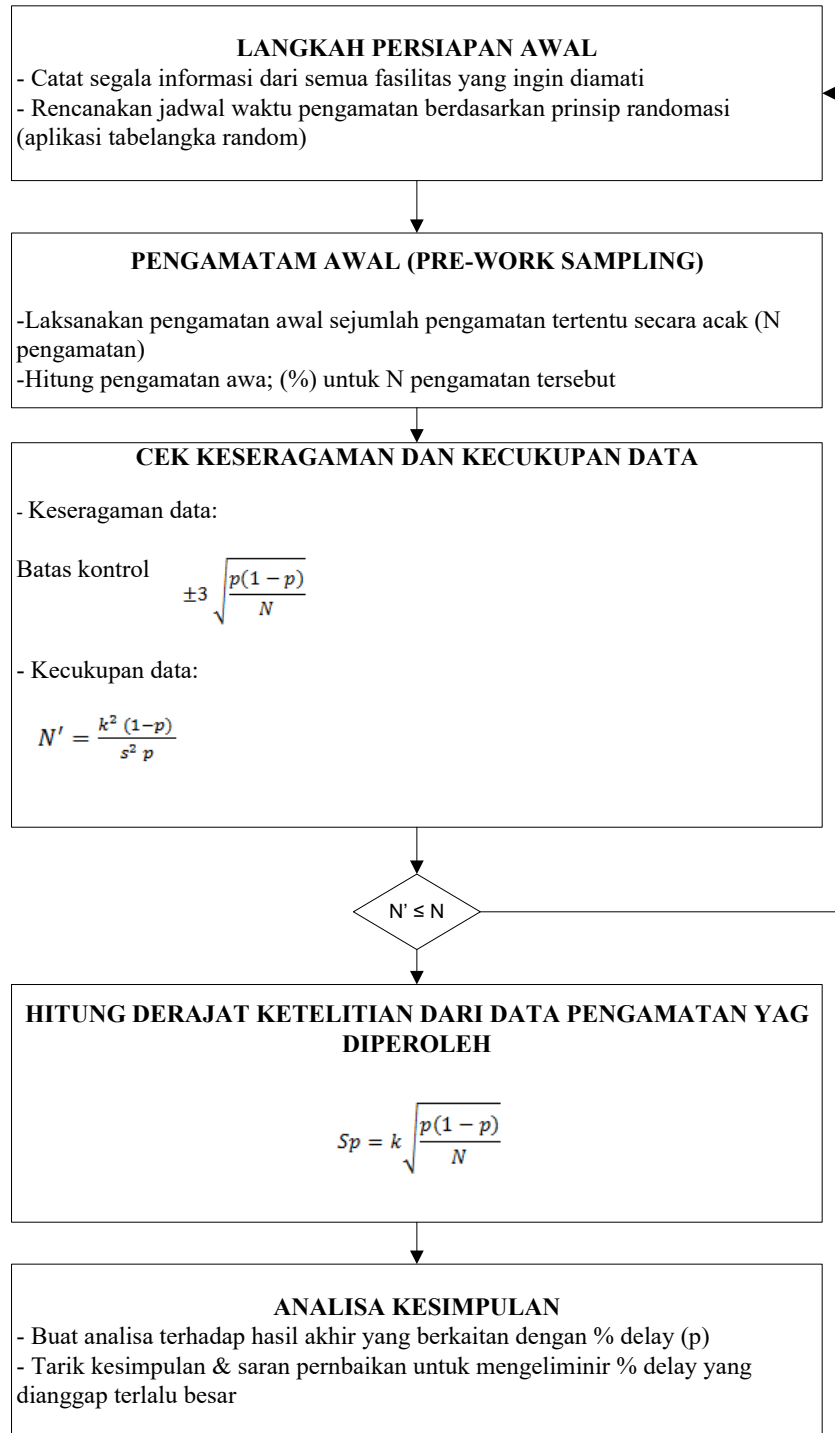 LANGKAH PERSIAPAN AWAL
- Catat segala informasi dari semua fasilitas yang ingin diamati
- Rencanakan jadwal waktu pengamatan berdasarkan prinsip randomasi
(aplikasi tabelangka random)
PENGAMATAM AWAL (PRE-WORK SAMPLING)
-Laksanakan pengamatan awal sejumlah pengamatan tertentu secara acak (N
pengamatan)
-Hitung pengamatan awa; (%) untuk N pengamatan tersebut
CEK KESERAGAMAN DAN KECUKUPAN DATA
- Keseragaman data:
Batas kontrol ±3 √(p(1 − p)/N)
- Kecukupan data:
N′ = k² (1−p) / s² p
N' ≤ N
HITUNG DERAJAT KETELITIAN DARI DATA PENGAMATAN YAG
DIPEROLEH
Sp = k √(p(1 − p)/N)
ANALISA KESIMPULAN
- Buat analisa terhadap hasil akhir yang berkaitan dengan % delay (p)
- Tarik kesimpulan & saran pernbaikan untuk mengeliminir % delay yang
dianggap terlalu besar